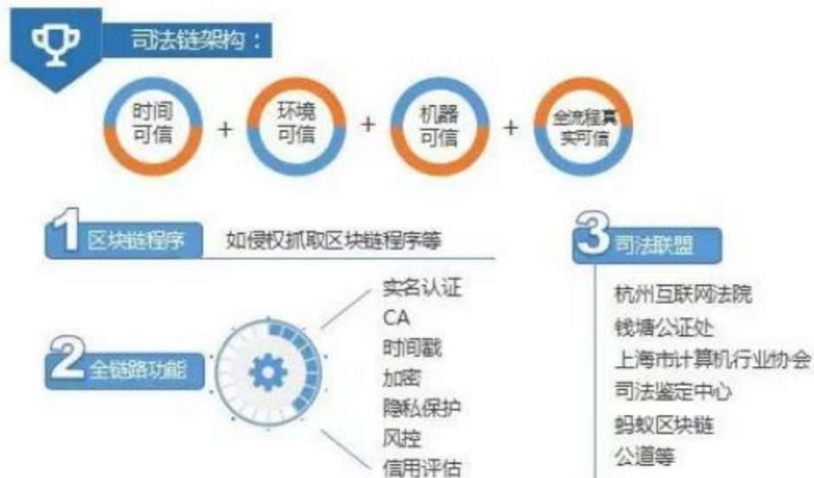 司法链架构：
时间
可信
+
环境
可信
+
机器
可信
+
全流程真
实可信
1 区块链程序
如侵权抓取区块链程序等
2 全链路功能
实名认证
CA
时间戳
加密
隐私保护
风控
信用评估
3 司法联盟
杭州互联网法院
钱塘公证处
上海市计算机行业协会
司法鉴定中心
蚂蚁区块链
公道等